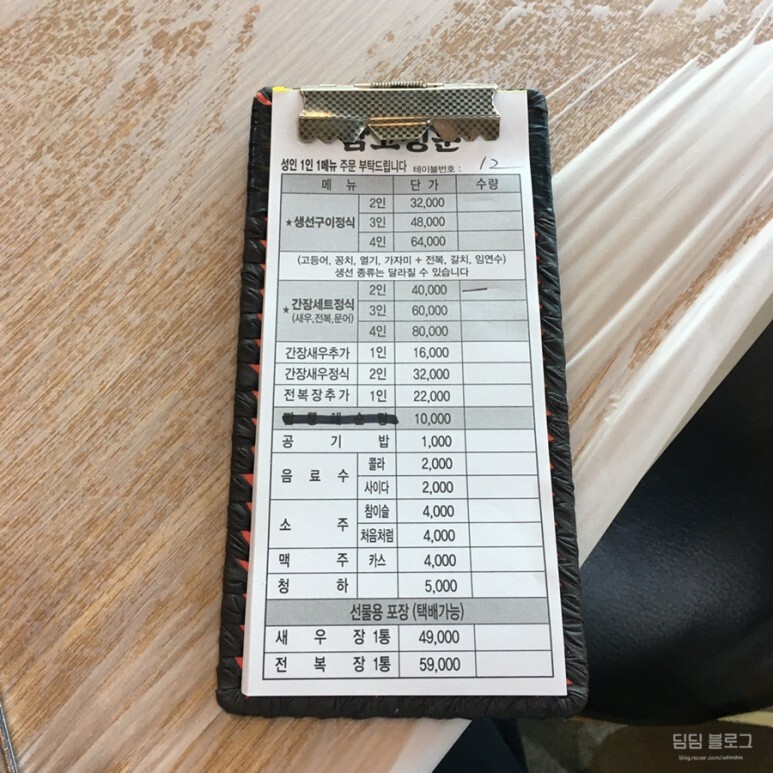 성인 1인 1메뉴 주문 부탁드립니다 테이블번호 : 12
메 뉴 단 가 수량
★생선구이정식 2인 32,000
3인 48,000
4인 64,000
(고등어, 꽁치, 열기, 가자미 + 전복, 갈치, 임연수)
생선 종류는 달라질 수 있습니다
★간장세트정식 2인 40,000
(새우,전복,문어) 3인 60,000
4인 80,000
간장새우추가 1인 16,000
간장새우정식 2인 32,000
전복장추가 1인 22,000
10,000
공 기 밥 1,000
음 료 수 콜라 2,000
사이다 2,000
소 주 참이슬 4,000
처음처럼 4,000
맥 주 카스 4,000
청 하 5,000
선물용 포장 (택배가능)
새 우 장 1통 49,000
전 복 장 1통 59,000
딤딤 블로그